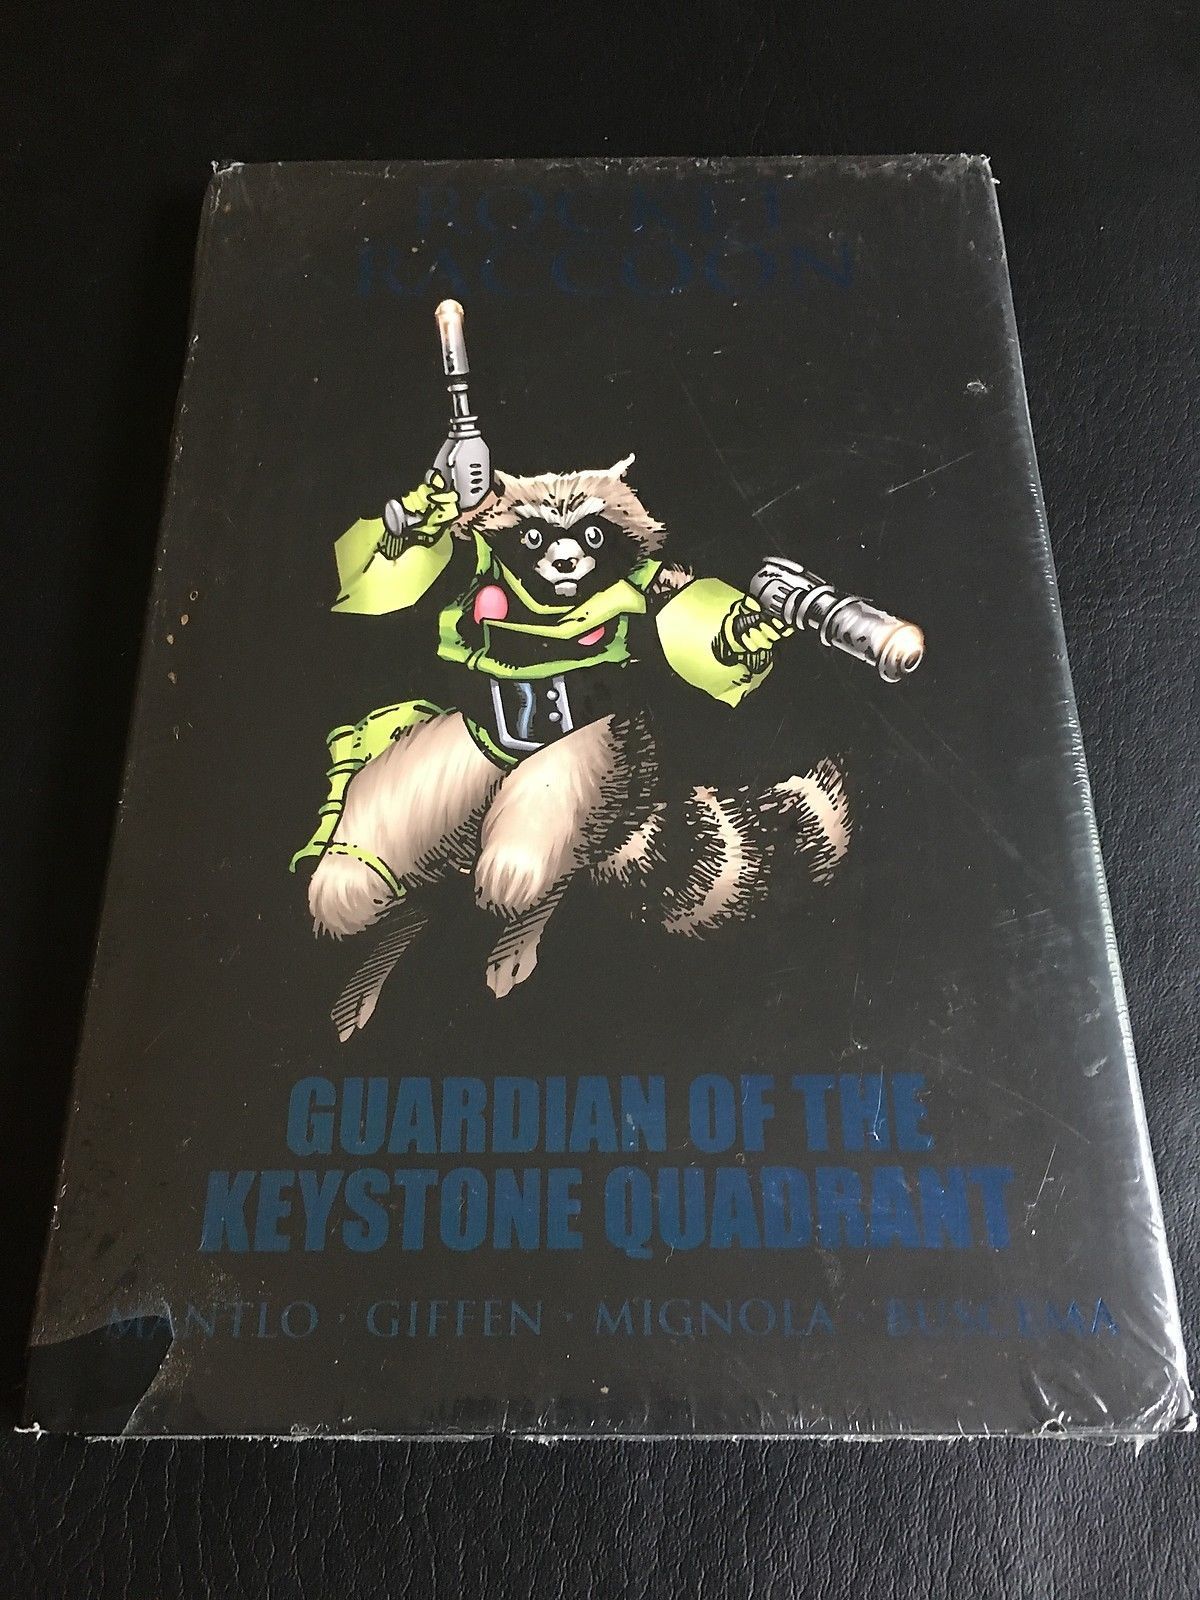 ROCKET
RACCOON
GUARDIAN OF THE
KEYSTONE QUADRANT
MANTLO · GIFFEN · MIGNOLA · BUSCEMA